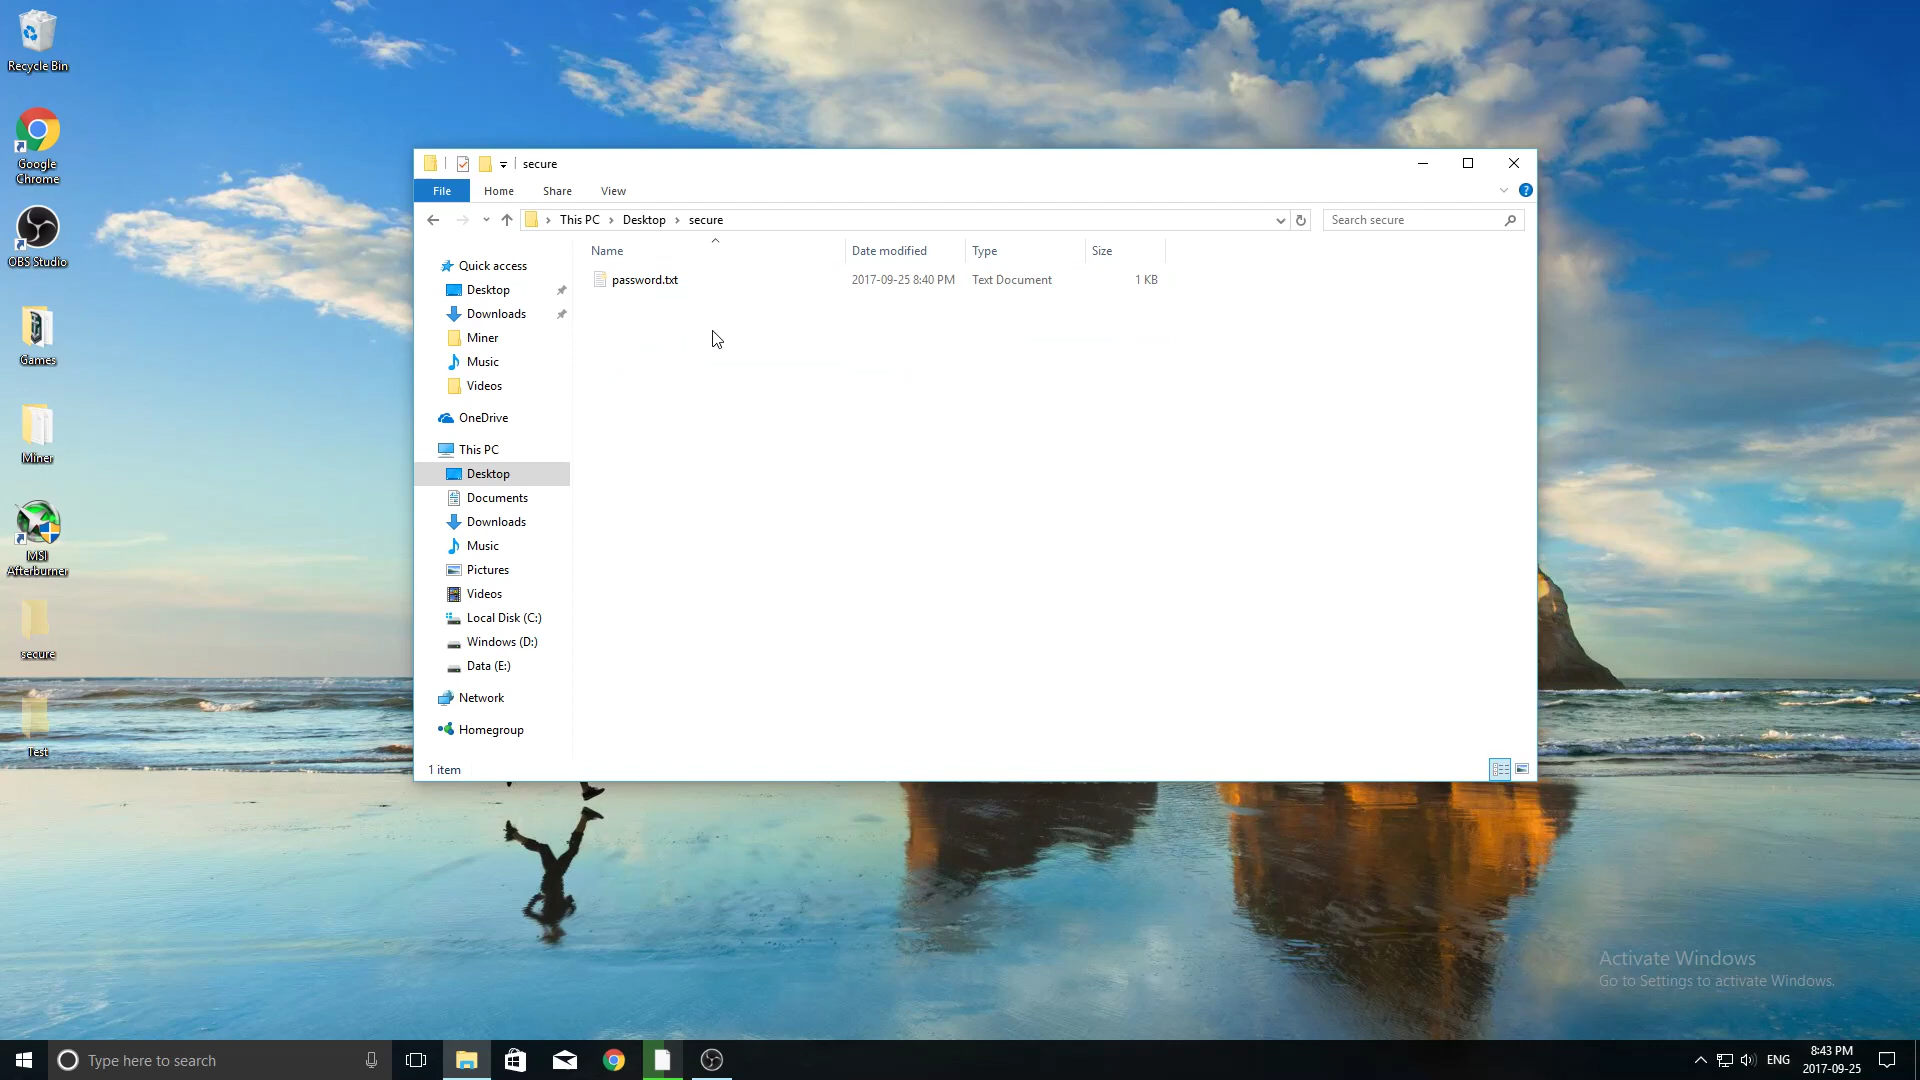 Recycle Bin
Google
Chrome
OBS Studio
Games
Miner
MSI
Afterburner
secure
Test
secure
File
Home
Share
View
This PC
Desktop
secure
Search secure
Quick access
Desktop
Downloads
Miner
Music
Videos
OneDrive
This PC
Desktop
Documents
Downloads
Music
Pictures
Videos
Local Disk (C:)
Windows (D:)
Data (E:)
Network
Homegroup
Name
Date modified
Type
Size
password.txt
2017-09-25 8:40 PM
Text Document
1 KB
1 item
Activate Windows
Go to Settings to activate Windows.
Type here to search
ENG
8:43 PM
2017-09-25